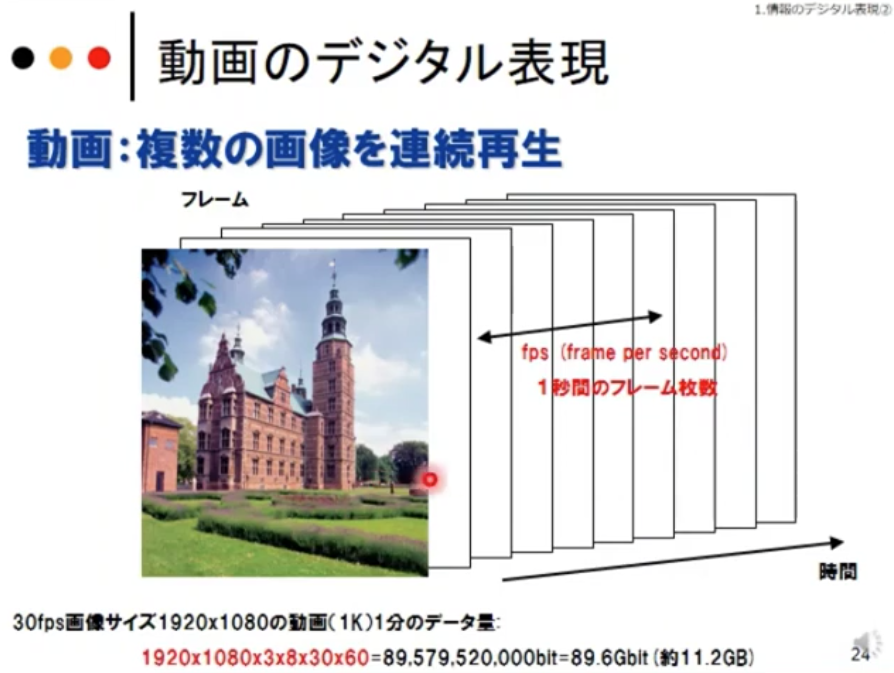 1.情報のデジタル表現②
動画のデジタル表現
動画:複数の画像を連続再生
フレーム
fps (frame per second)
1秒間のフレーム枚数
時間
30fps画像サイズ1920x1080の動画(1K)1分のデータ量:
1920x1080x3x8x30x60=89,579,520,000bit=89.6Gbit(約11.2GB)
24